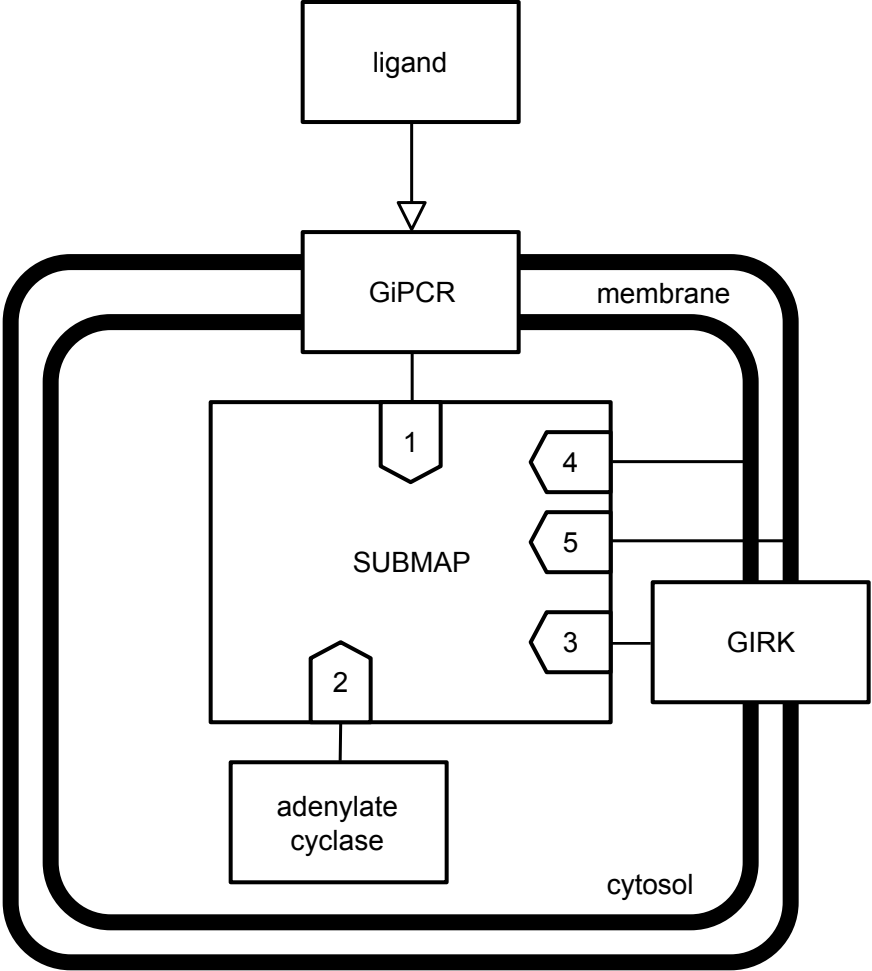 ligand
GiPCR
membrane
1
4
5
SUBMAP
3
GIRK
2
adenylate
cyclase
cytosol